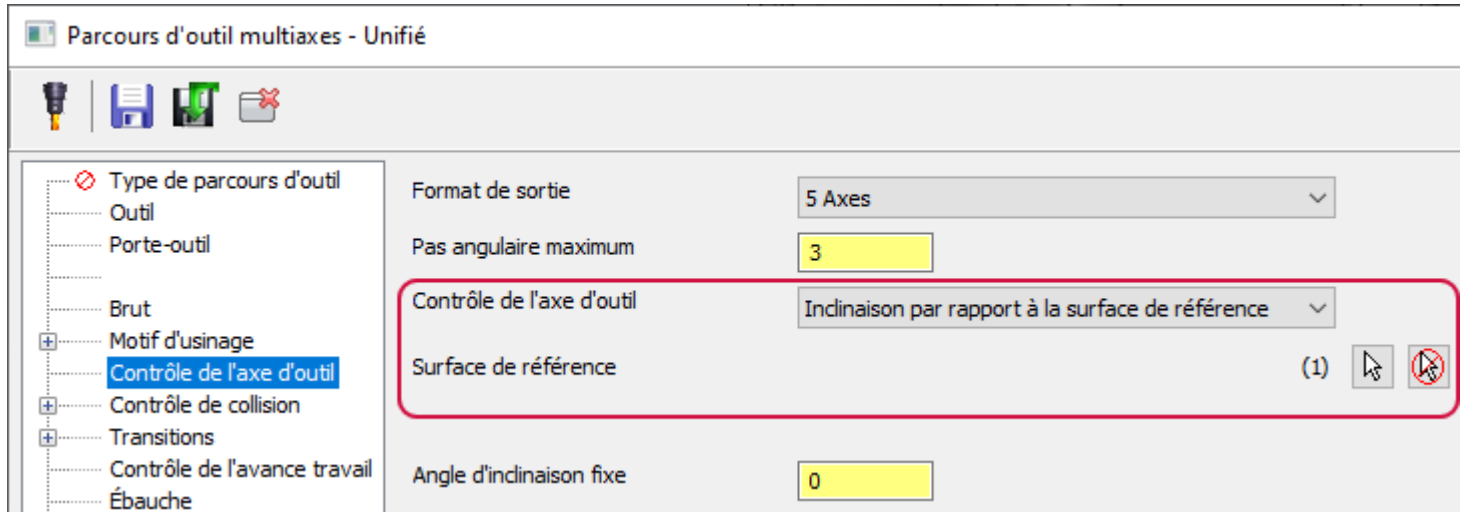 Parcours d'outil multiaxes - Unifié
Type de parcours d'outil
Outil
Porte-outil
Brut
Motif d'usinage
Contrôle de l'axe d'outil
Contrôle de collision
Transitions
Contrôle de l'avance travail
Ébauche
Format de sortie
5 Axes
Pas angulaire maximum
3
Contrôle de l'axe d'outil
Inclinaison par rapport à la surface de référence
Surface de référence
(1)
Angle d'inclinaison fixe
0